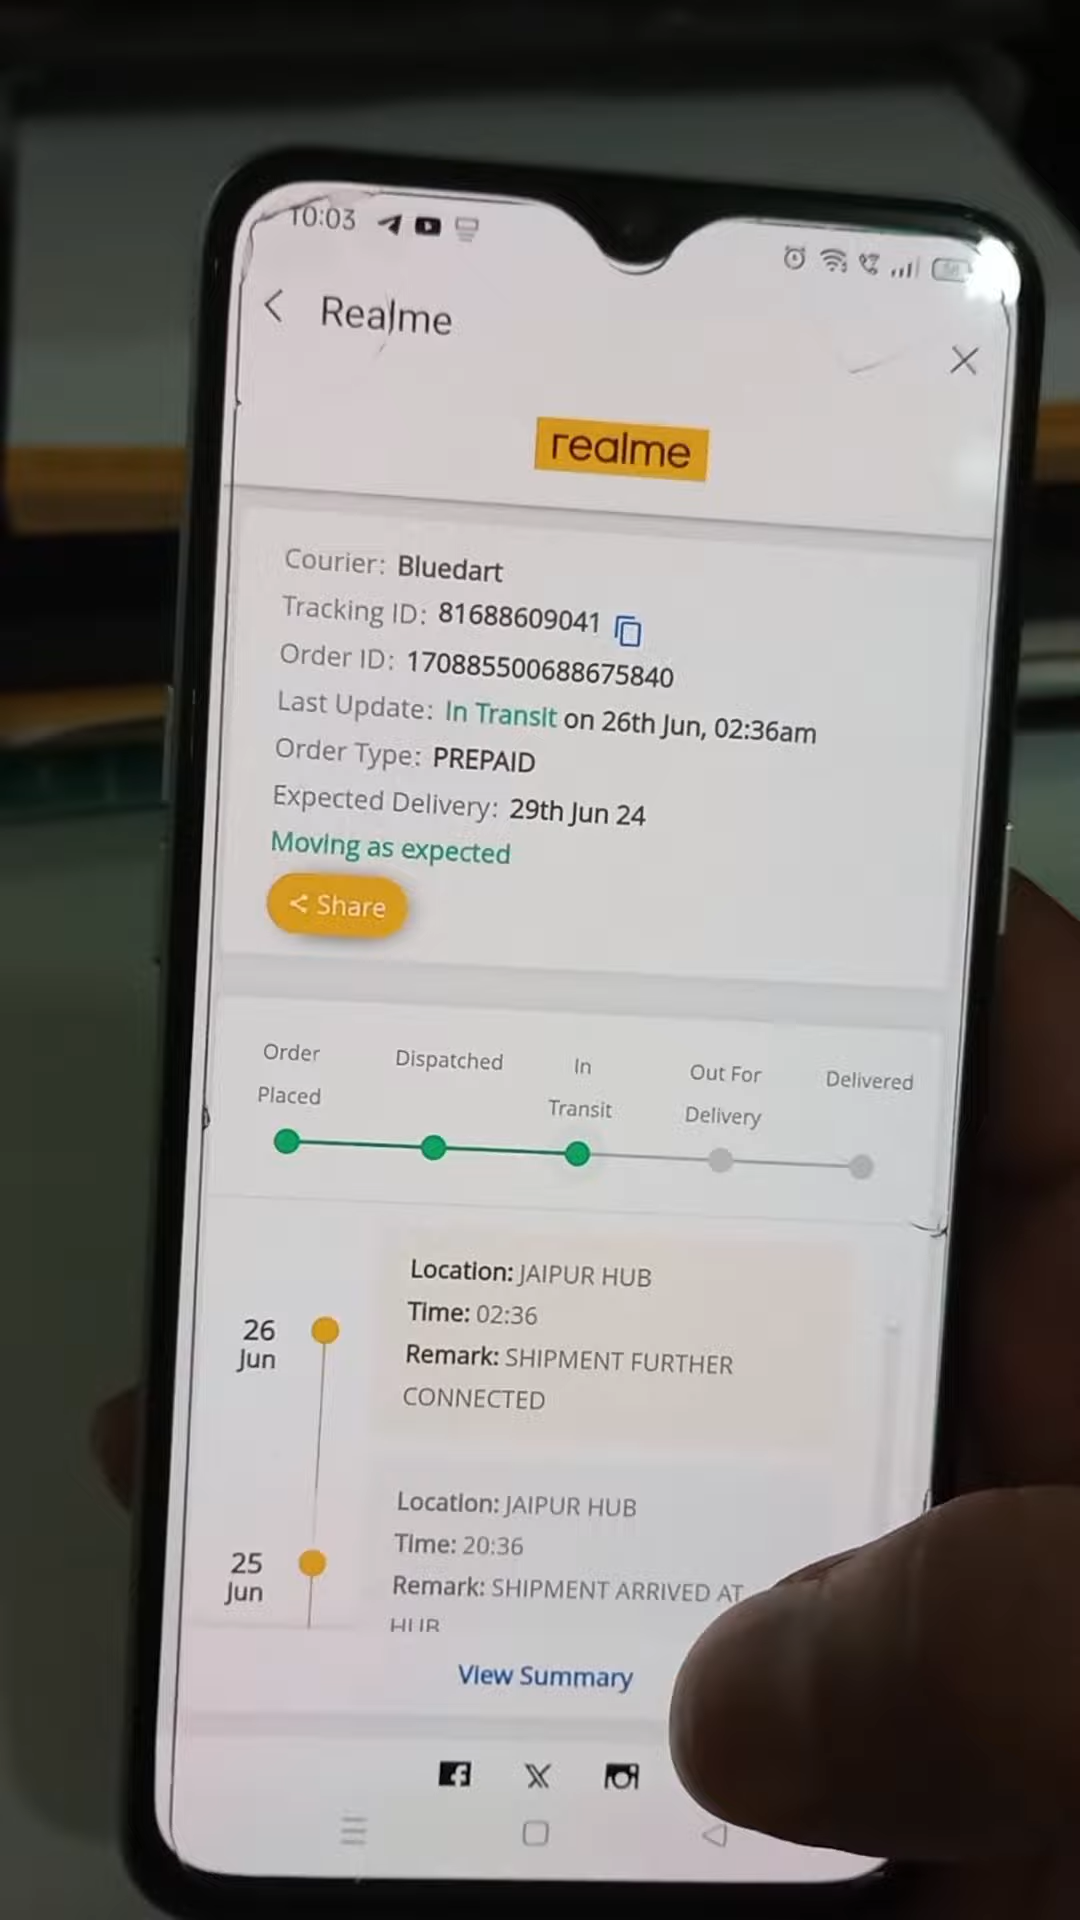 10:03
Realme
realme
Courier: Bluedart
Tracking ID: 81688609041
Order ID: 170885500688675840
Last Update: In Transit on 26th Jun, 02:36am
Order Type: PREPAID
Expected Delivery: 29th Jun 24
Moving as expected
Share
Order Placed
Dispatched
In Transit
Out For Delivery
Delivered
26 Jun
Location: JAIPUR HUB
Time: 02:36
Remark: SHIPMENT FURTHER
CONNECTED
25 Jun
Location: JAIPUR HUB
Time: 20:36
Remark: SHIPMENT ARRIVED AT
HUB
View Summary